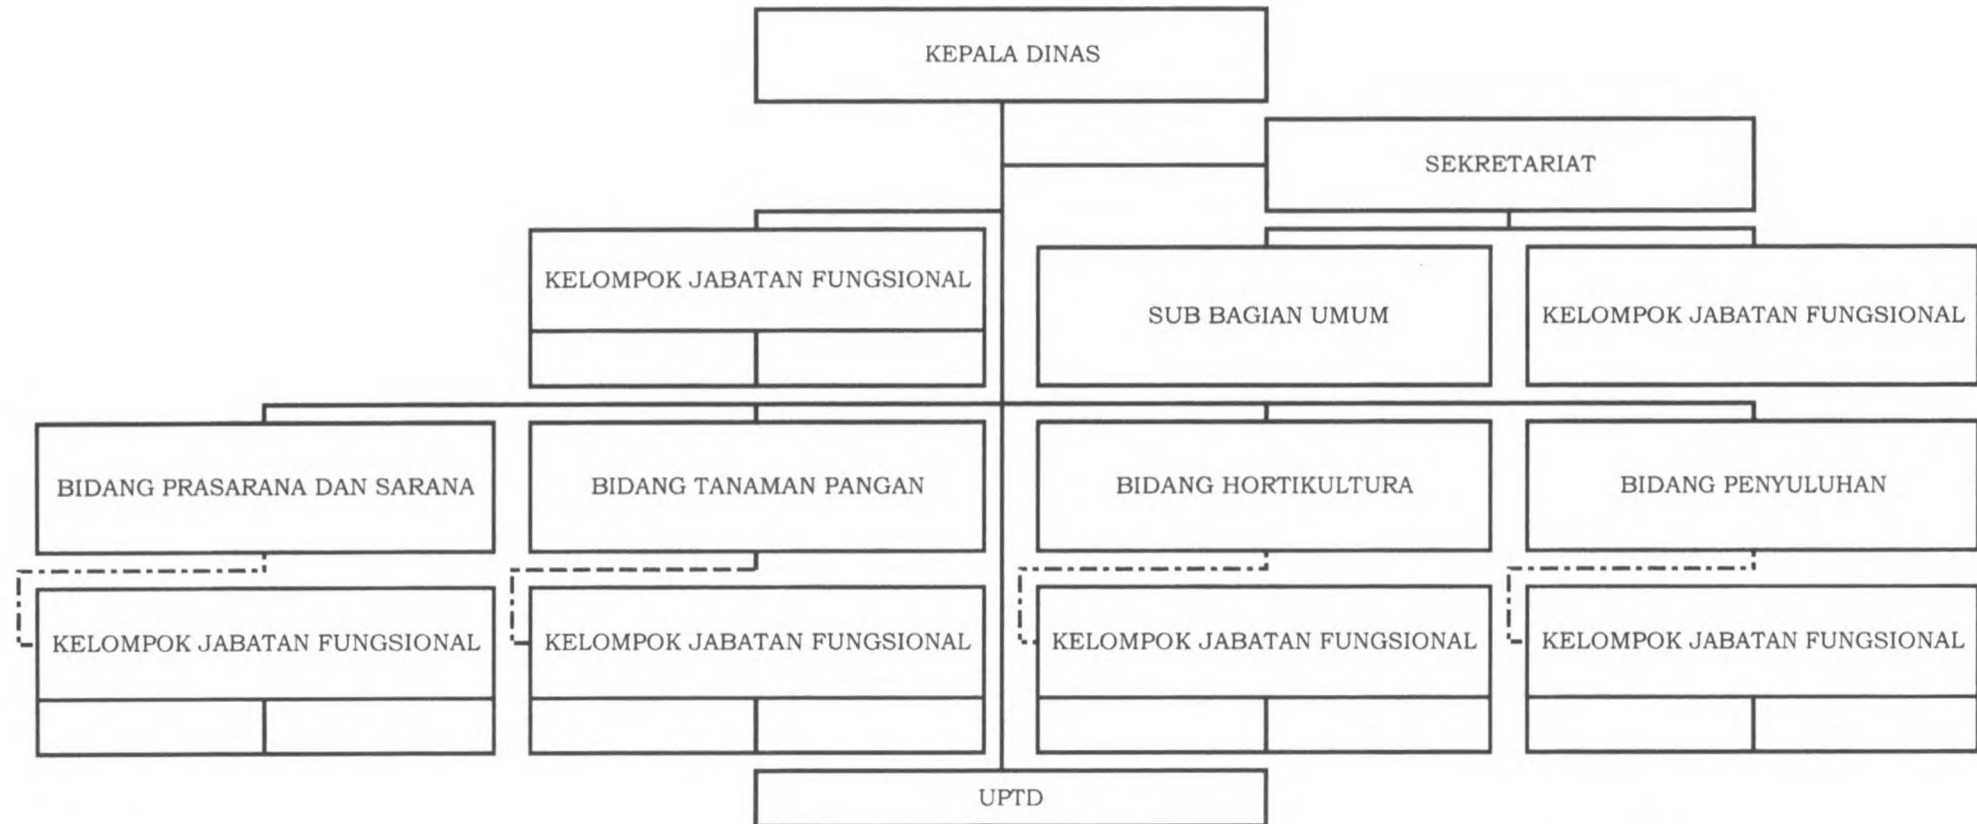 KEPALA DINAS
SEKRETARIAT
KELOMPOK JABATAN FUNGSIONAL
SUB BAGIAN UMUM
KELOMPOK JABATAN FUNGSIONAL
BIDANG PRASARANA DAN SARANA
BIDANG TANAMAN PANGAN
BIDANG HORTIKULTURA
BIDANG PENYULUHAN
KELOMPOK JABATAN FUNGSIONAL
KELOMPOK JABATAN FUNGSIONAL
KELOMPOK JABATAN FUNGSIONAL
KELOMPOK JABATAN FUNGSIONAL
UPTD